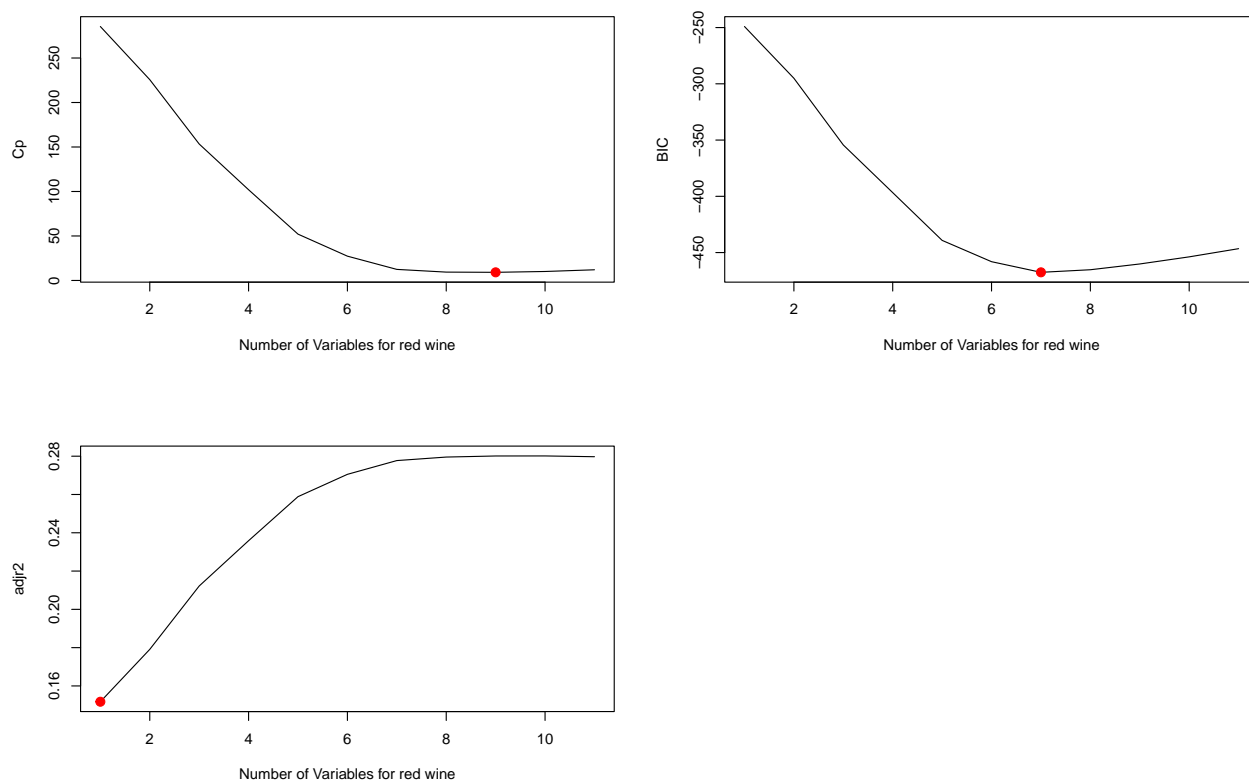 250
200
150
100
50
0
Cp
2 4 6 8 10
Number of Variables for red wine
−250
−300
−350
−400
−450
BIC
2 4 6 8 10
Number of Variables for red wine
0.28
0.24
0.20
0.16
adjr2
2 4 6 8 10
Number of Variables for red wine